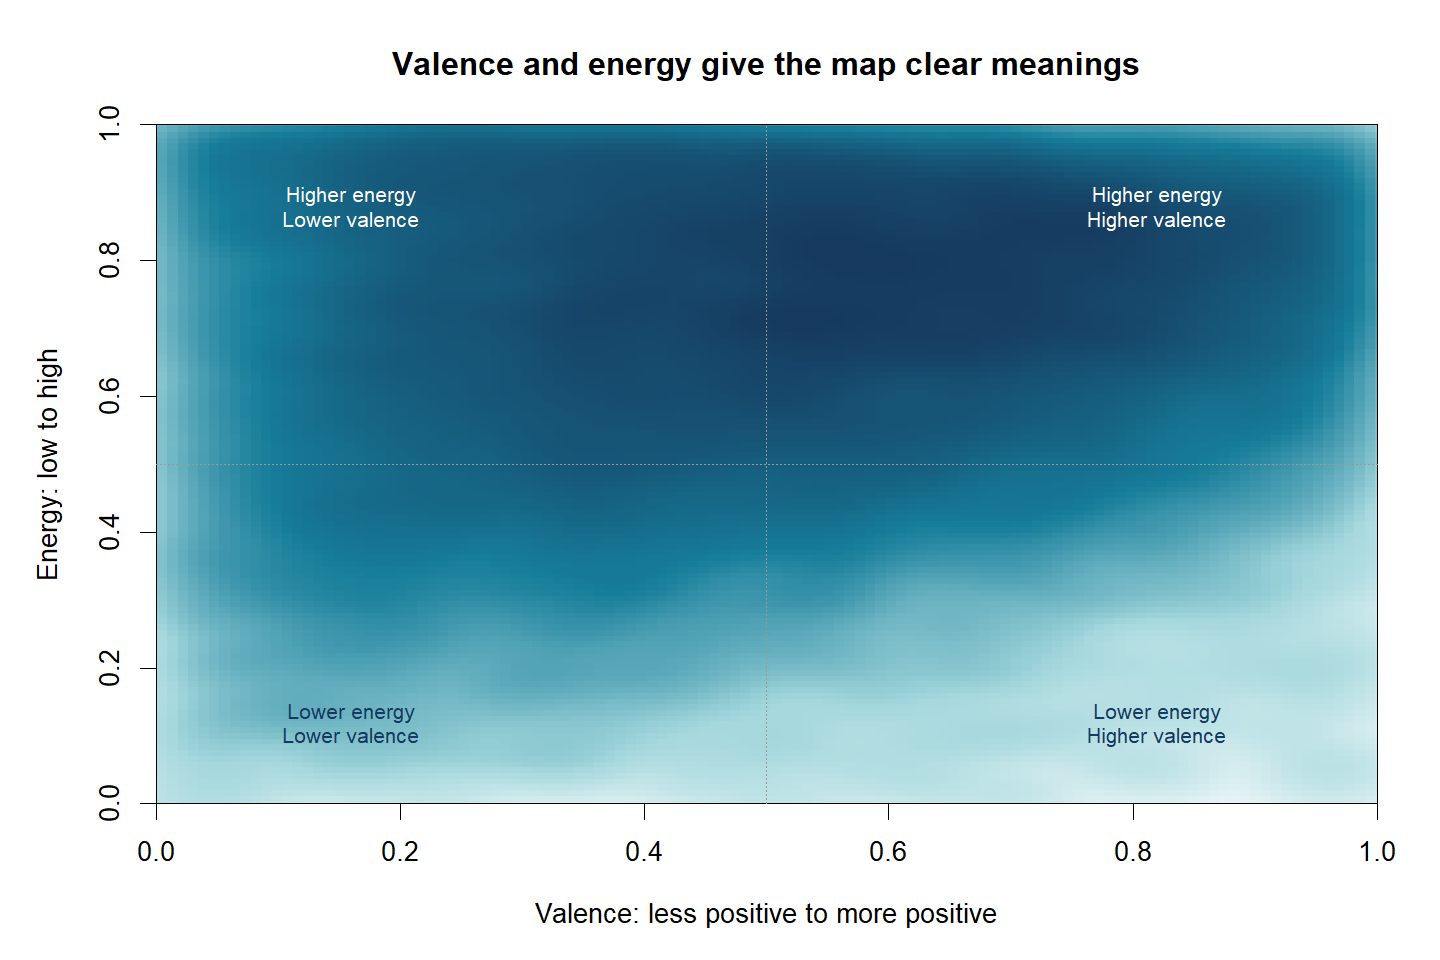 Valence and energy give the map clear meanings
Higher energy
Lower valence
Higher energy
Higher valence
Lower energy
Lower valence
Lower energy
Higher valence
Energy: low to high
1.0
0.8
0.6
0.4
0.2
0.0
0.0
0.2
0.4
0.6
0.8
1.0
Valence: less positive to more positive